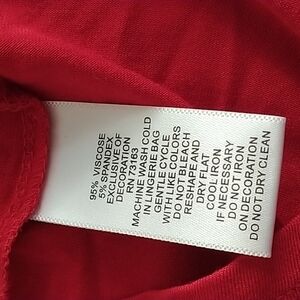 95% VISCOSE
5% SPANDEX
EXCLUSIVE OF
DECORATION
RN 73163
MACHINE WASH COLD
IN LINGERIE BAG
GENTLE CYCLE
WITH LIKE COLORS
DO NOT BLEACH
RESHAPE AND
DRY FLAT
COOL IRON
IF NECESSARY
DO NOT IRON
ON DECORATION
DO NOT DRY CLEAN